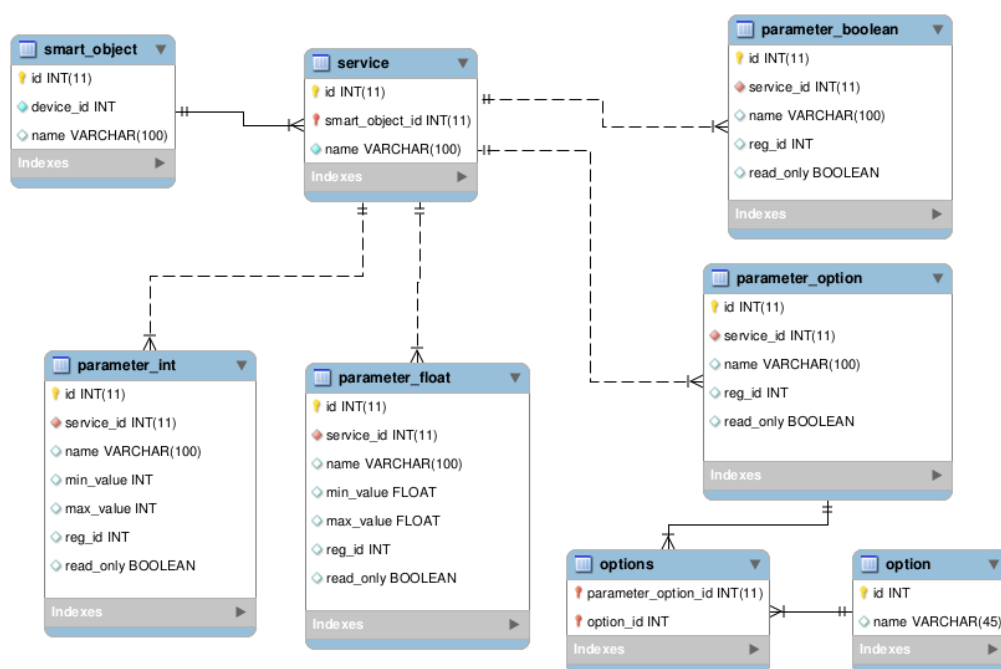 smart_object
id INT(11)
device_id INT
name VARCHAR(100)
Indexes
service
id INT(11)
smart_object_id INT(11)
name VARCHAR(100)
Indexes
parameter_boolean
id INT(11)
service_id INT(11)
name VARCHAR(100)
reg_id INT
read_only BOOLEAN
Indexes
parameter_option
id INT(11)
service_id INT(11)
name VARCHAR(100)
reg_id INT
read_only BOOLEAN
Indexes
parameter_int
id INT(11)
service_id INT(11)
name VARCHAR(100)
min_value INT
max_value INT
reg_id INT
read_only BOOLEAN
Indexes
parameter_float
id INT(11)
service_id INT(11)
name VARCHAR(100)
min_value FLOAT
max_value FLOAT
reg_id INT
read_only BOOLEAN
Indexes
options
parameter_option_id INT(11)
option_id INT
Indexes
option
id INT
name VARCHAR(45)
Indexes